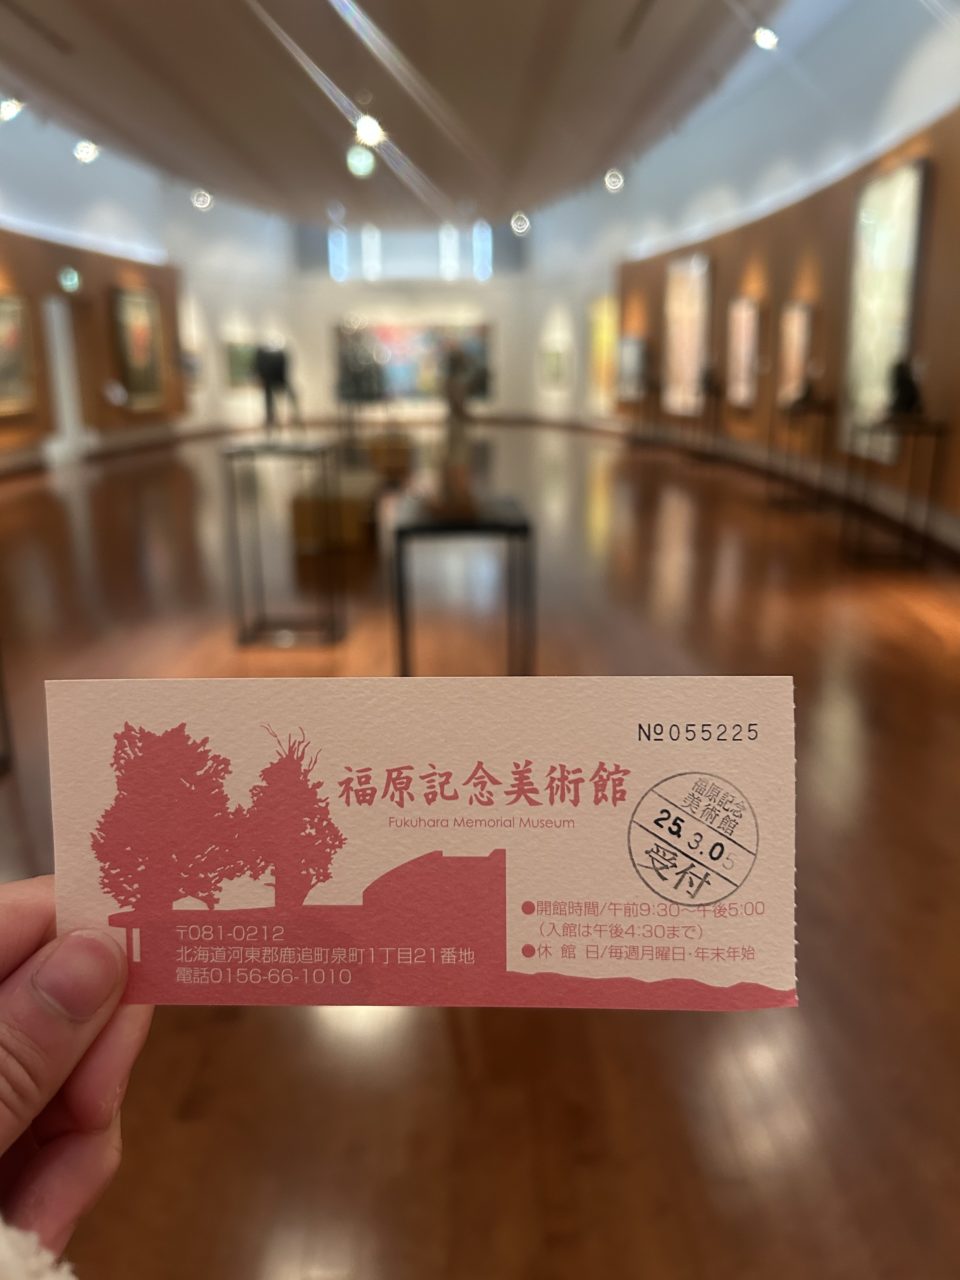 №055225
福原記念美術館
Fukuhara Memorial Museum
福原記念
美術館
25.3.05
受付
●開館時間/午前9:30～午後5:00
(入館は午後4:30まで)
●休 館 日/毎週月曜日･年末年始
〒081-0212
北海道河東郡鹿追町泉町1丁目21番地
電話0156-66-1010